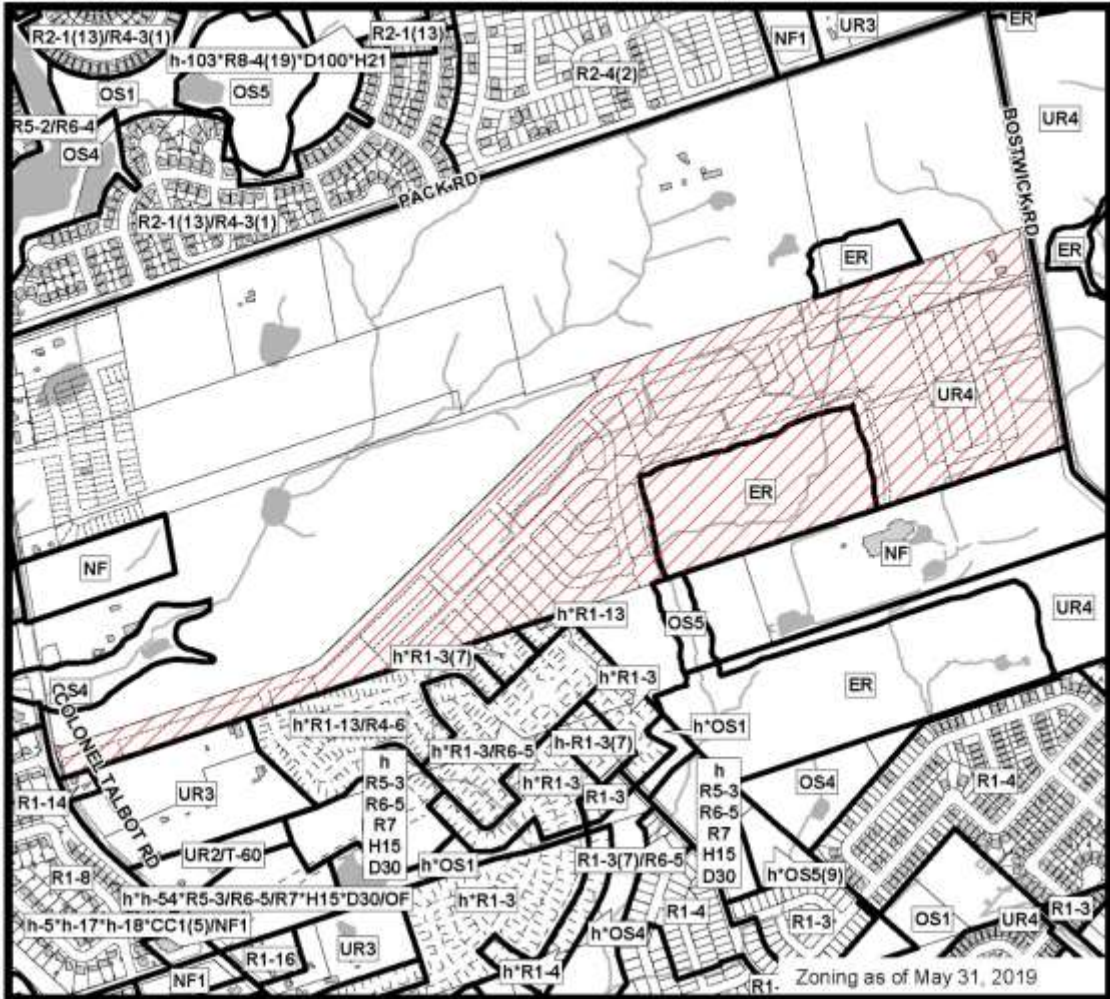 R2-1(13)/R4-3(1)
R2-1(13)
NF1
UR3
ER
h-103*R8-4(19)*D100*H21
R2-4(2)
OS1
OS5
BOSTWICK RD
UR4
R5-2/R6-4
OS4
PACK RD
R2-1(13)/R4-3(1)
ER
ER
UR4
ER
NF
NF
OS5
UR4
h*R1-13
h*R1-3(7)
h*R1-3
ER
OS4
COLONEL TALBOT RD
h*R1-13/R4-6
h*R1-3/R6-5
h-R1-3(7)
h*OS1
h
R5-3
R6-5
R7
H15
D30
h*R1-3
R1-3
h
R5-3
R6-5
R7
H15
D30
OS4
R1-4
UR3
R1-14
UR2/T-60
h*OS1
R1-3(7)/R6-5
h*OS5(9)
R1-8
h*h-54*R5-3/R6-5/R7*H15*D30/OF
h*R1-3
R1-4
R1-3
OS1
UR4
R1-3
h-5*h-17*h-18*CC1(5)/NF1
h*OS4
UR3
R1-16
NF1
h*R1-4
R1-
Zoning as of May 31, 2019